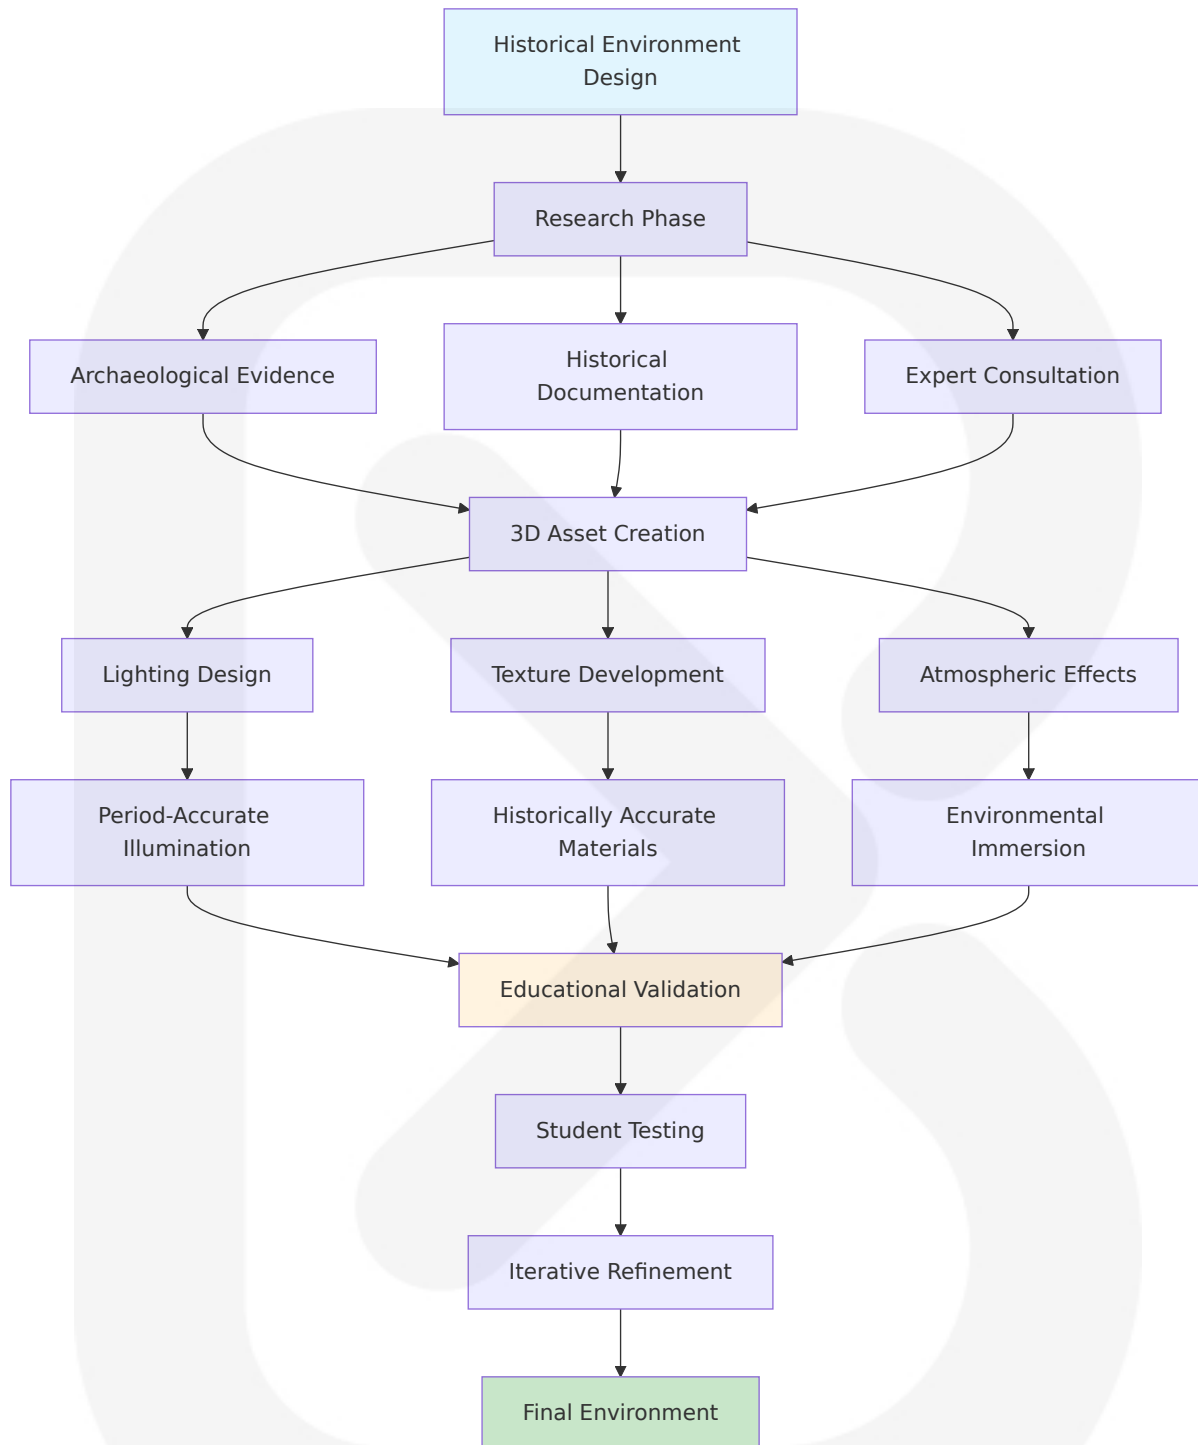 Historical Environment
Design
Research Phase
Archaeological Evidence
Historical
Documentation
Expert Consultation
3D Asset Creation
Lighting Design
Texture Development
Atmospheric Effects
Period-Accurate
Illumination
Historically Accurate
Materials
Environmental
Immersion
Educational Validation
Student Testing
Iterative Refinement
Final Environment